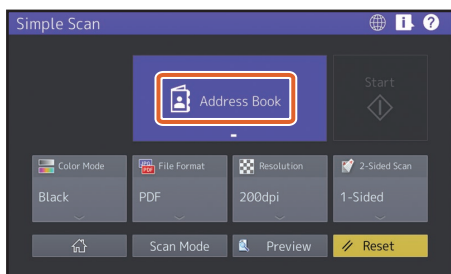 Simple Scan
Address Book
Start
Color Mode
File Format
Resolution
2-Sided Scan
Black
PDF
200dpi
1-Sided
Scan Mode
Preview
Reset